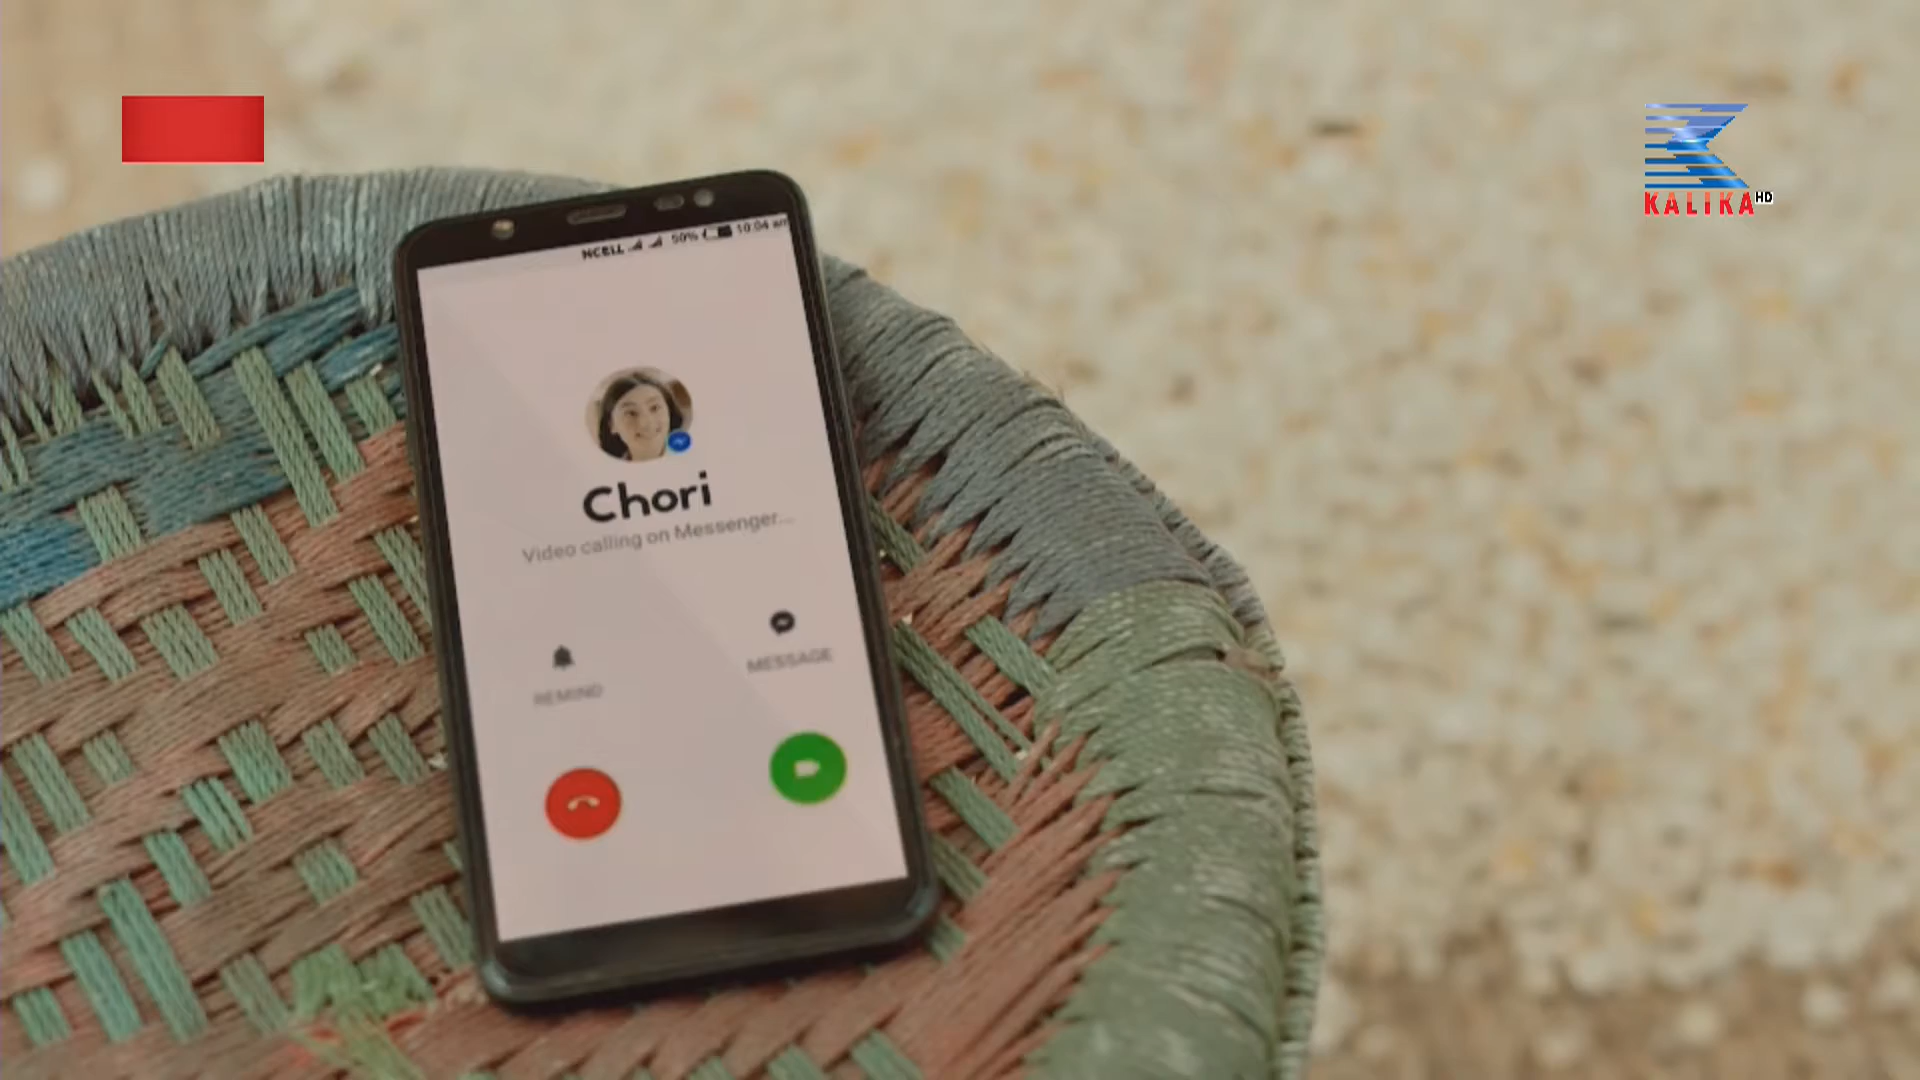 KALIKA HD
NCELL 50% 10:04 am
Chori
Video calling on Messenger...
MESSAGE
REMIND